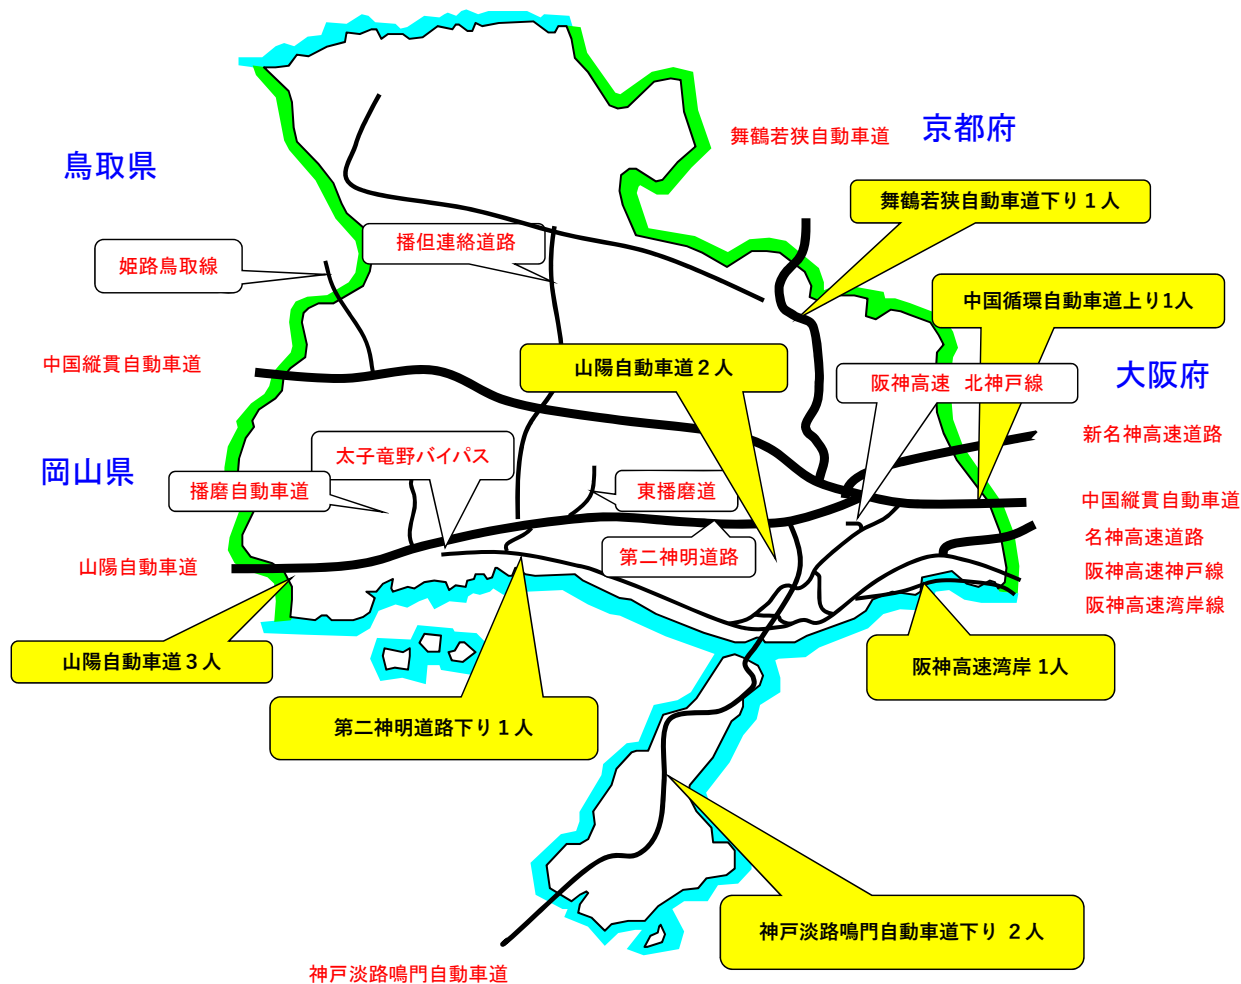 舞鶴若狭自動車道
京都府
鳥取県
舞鶴若狭自動車道下り１人
播但連絡道路
姫路鳥取線
中国循環自動車道上り1人
中国縦貫自動車道
山陽自動車道２人
阪神高速　北神戸線
大阪府
新名神高速道路
太子竜野バイパス
岡山県
播磨自動車道
東播磨道
中国縦貫自動車道
名神高速道路
第二神明道路
山陽自動車道
阪神高速神戸線
阪神高速湾岸線
山陽自動車道３人
阪神高速湾岸 1人
第二神明道路下り１人
神戸淡路鳴門自動車道下り ２人
神戸淡路鳴門自動車道